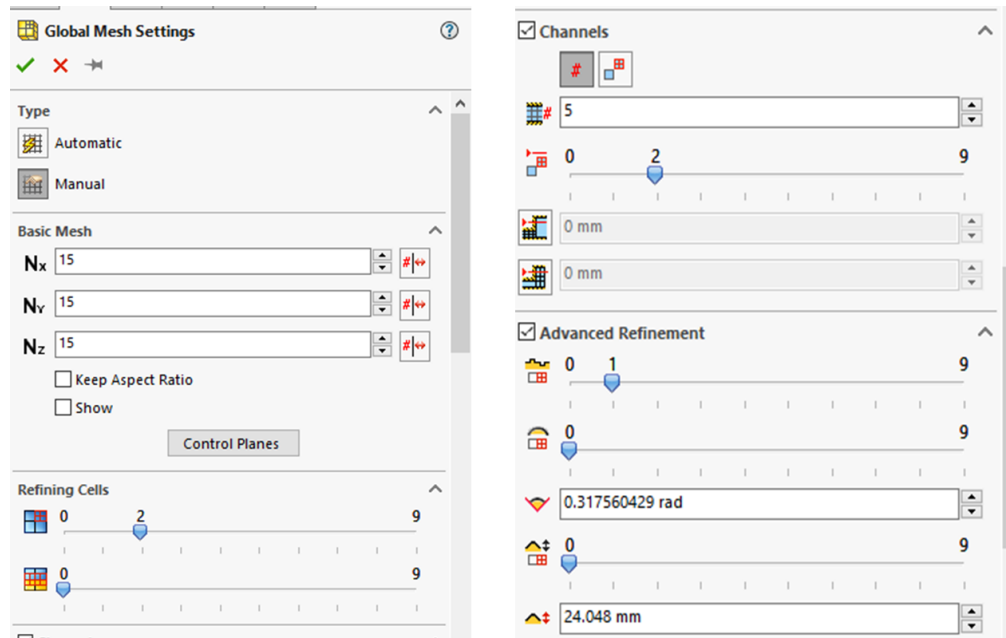 Global Mesh Settings
Type
Automatic
Manual
Basic Mesh
Nx 15
NY 15
Nz 15
Keep Aspect Ratio
Show
Control Planes
Refining Cells
0 2 9
0 9
Channels
#
# 5
0 2 9
0 mm
0 mm
Advanced Refinement
0 1 9
0 9
0.317560429 rad
0 9
24.048 mm